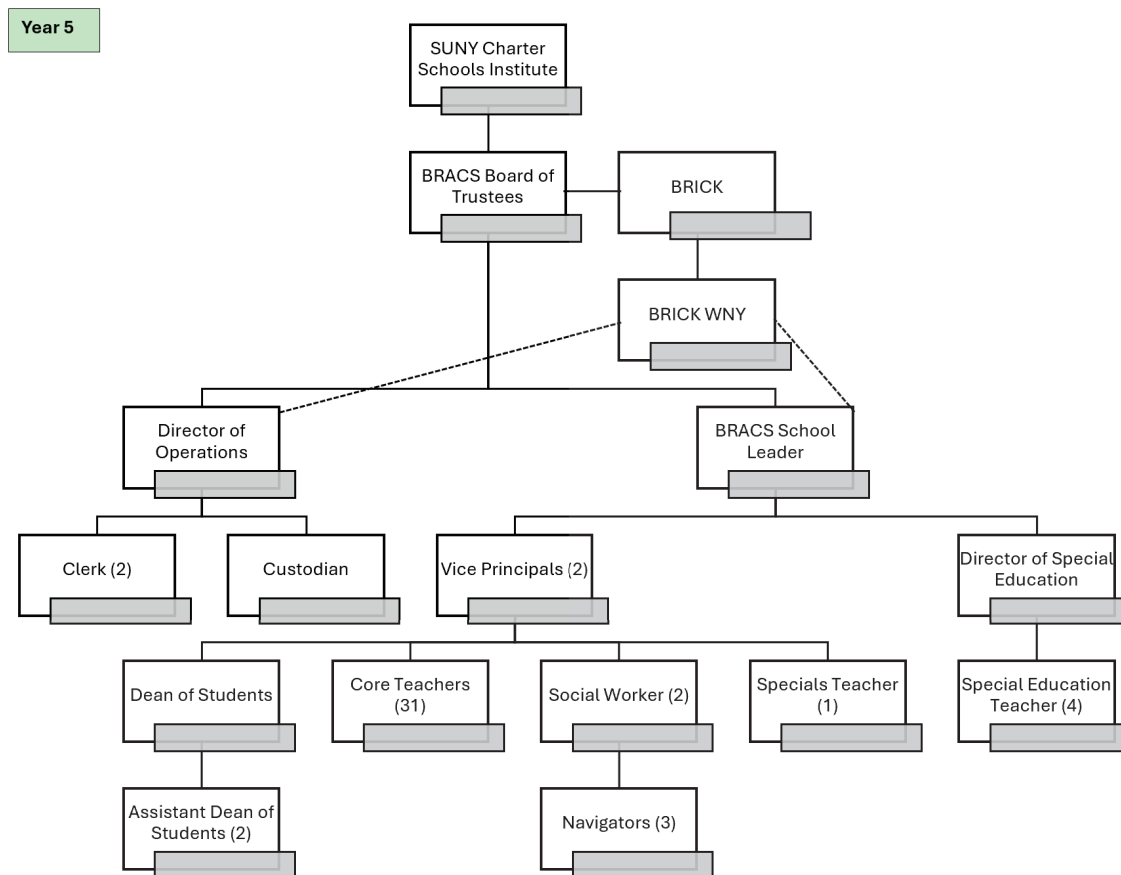 Year 5
SUNY Charter
Schools Institute
BRACS Board of
Trustees
BRICK
BRICK WNY
Director of
Operations
BRACS School
Leader
Clerk (2)
Custodian
Vice Principals (2)
Director of Special
Education
Dean of Students
Core Teachers
(31)
Social Worker (2)
Specials Teacher
(1)
Special Education
Teacher (4)
Assistant Dean of
Students (2)
Navigators (3)